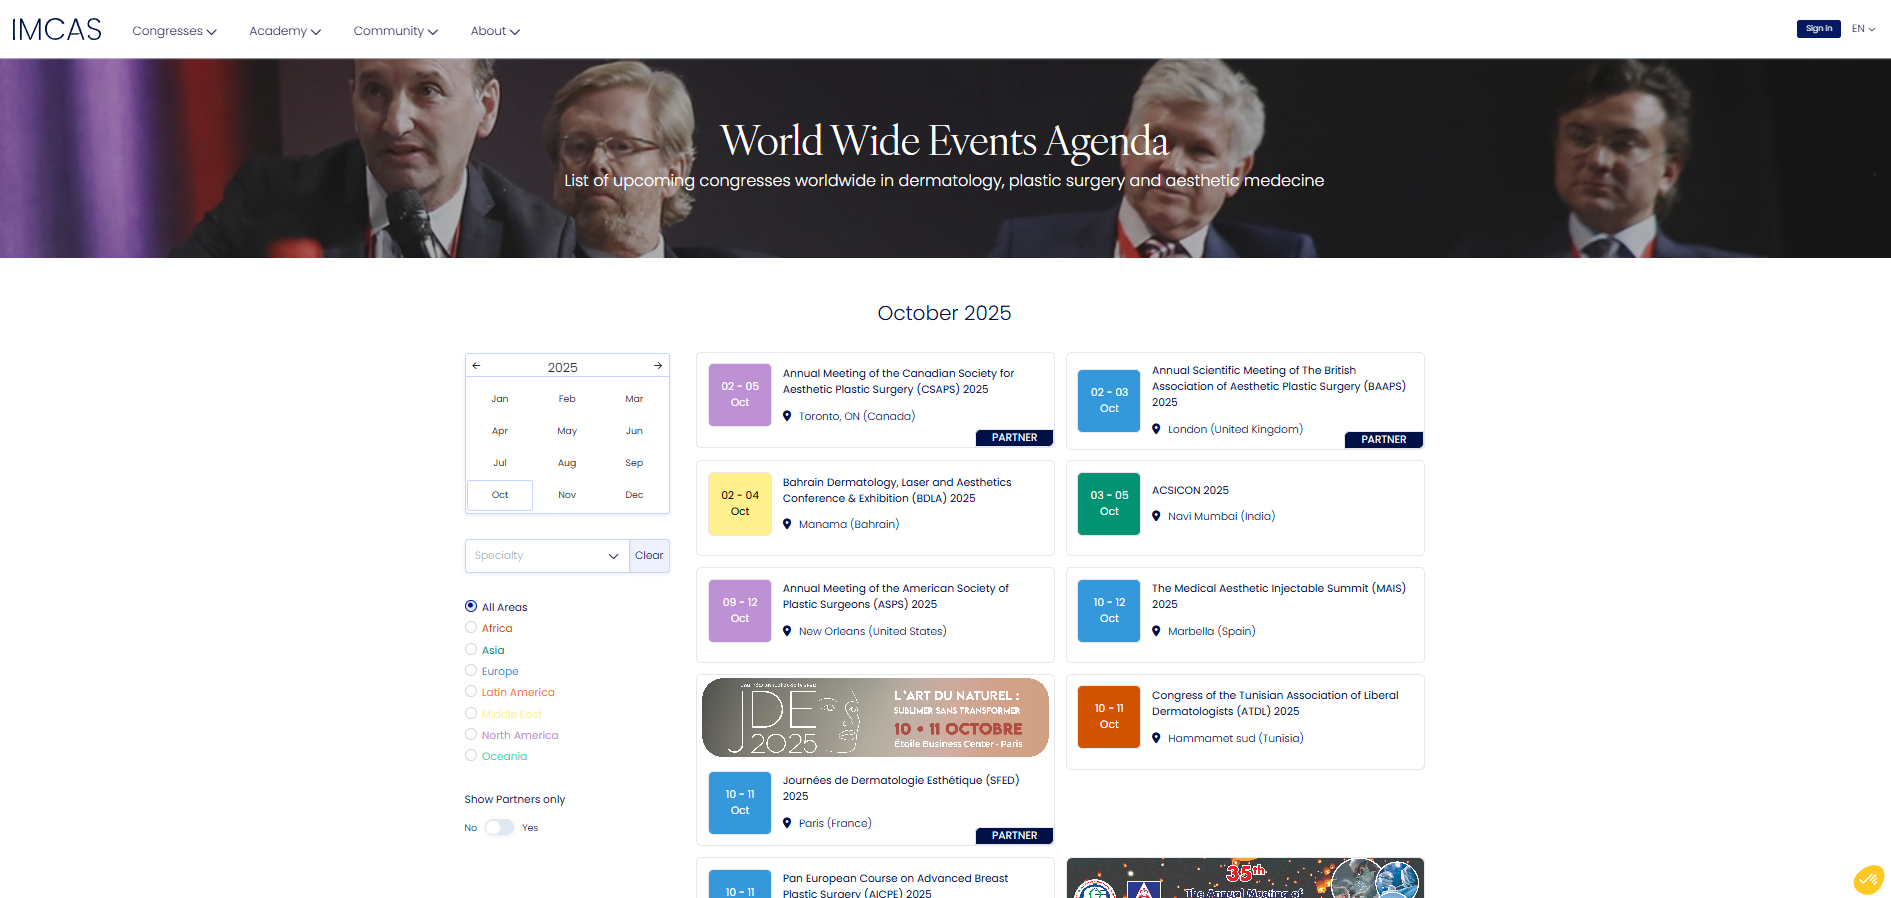 IMCAS
Congresses
Academy
Community
About
Sign in
EN
World Wide Events Agenda
List of upcoming congresses worldwide in dermatology, plastic surgery and aesthetic medecine
October 2025
2025
Jan Feb Mar
Apr May Jun
Jul Aug Sep
Oct Nov Dec
Specialty
Clear
All Areas
Africa
Asia
Europe
Latin America
Middle East
North America
Oceania
Show Partners only
No Yes
02 - 05
Oct
Annual Meeting of the Canadian Society for
Aesthetic Plastic Surgery (CSAPS) 2025
Toronto, ON (Canada)
PARTNER
02 - 03
Oct
Annual Scientific Meeting of The British
Association of Aesthetic Plastic Surgery (BAAPS)
2025
London (United Kingdom)
PARTNER
02 - 04
Oct
Bahrain Dermatology, Laser and Aesthetics
Conference & Exhibition (BDLA) 2025
Manama (Bahrain)
03 - 05
Oct
ACSICON 2025
Navi Mumbai (India)
09 - 12
Oct
Annual Meeting of the American Society of
Plastic Surgeons (ASPS) 2025
New Orleans (United States)
10 - 12
Oct
The Medical Aesthetic Injectable Summit (MAIS)
2025
Marbella (Spain)
JDE
2025
L'ART DU NATUREL :
SUBLIMER SANS TRANSFORMER
10 • 11 OCTOBRE
Étoile Business Center - Paris
10 - 11
Oct
Journées de Dermatologie Esthétique (SFED)
2025
Paris (France)
PARTNER
10 - 11
Oct
Congress of the Tunisian Association of Liberal
Dermatologists (ATDL) 2025
Hammamet sud (Tunisia)
10 - 11
Pan European Course on Advanced Breast
Plastic Surgery (AICPE) 2025
35th
The Annual Meeting of